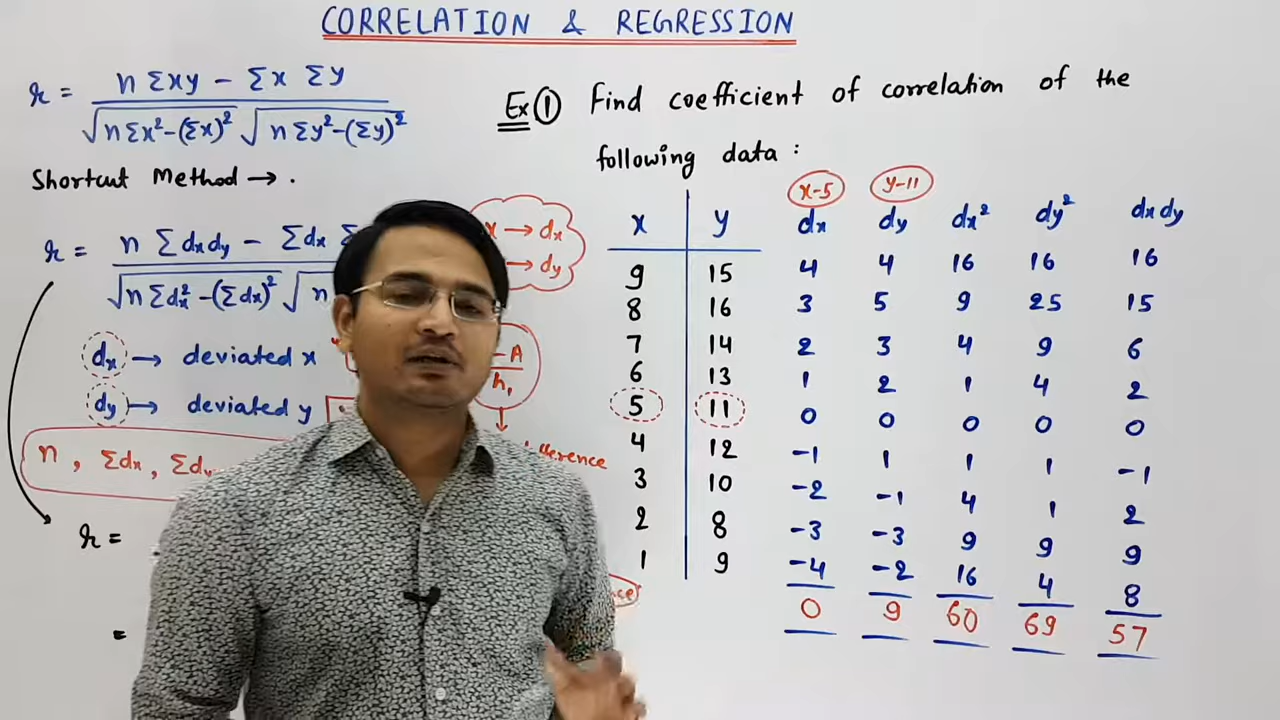 CORRELATION & REGRESSION
r = n Σxy - Σx Σy
√nΣx²-(Σx)² √nΣy²-(Σy)²
Shortcut Method → .
r = n Σdxdy - Σdx
√nΣdx²-(Σdx)² √n
x → dx
→ dy
dx → deviated x
dy → deviated y
-A
h₁
n, Σdx,
r =
=
Ex ① Find coefficient of correlation of the
following data :
x-5 y-11
x y dx dy dx² dy² dxdy
9 15 4 4 16 16 16
8 16 3 5 9 25 15
7 14 2 3 4 9 6
6 13 1 2 1 4 2
5 11 0 0 0 0 0
4 12 -1 1 1 1 -1
3 10 -2 -1 4 1 2
2 8 -3 -3 9 9 9
1 9 -4 -2 16 4 8
0 9 60 69 57